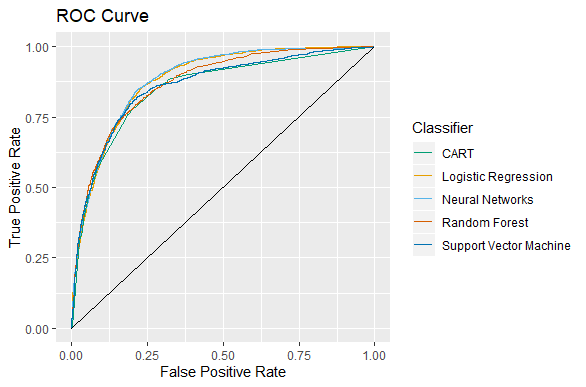 ROC Curve
1.00
0.75
0.50
0.25
0.00
True Positive Rate
0.00 0.25 0.50 0.75 1.00
False Positive Rate
Classifier
CART
Logistic Regression
Neural Networks
Random Forest
Support Vector Machine